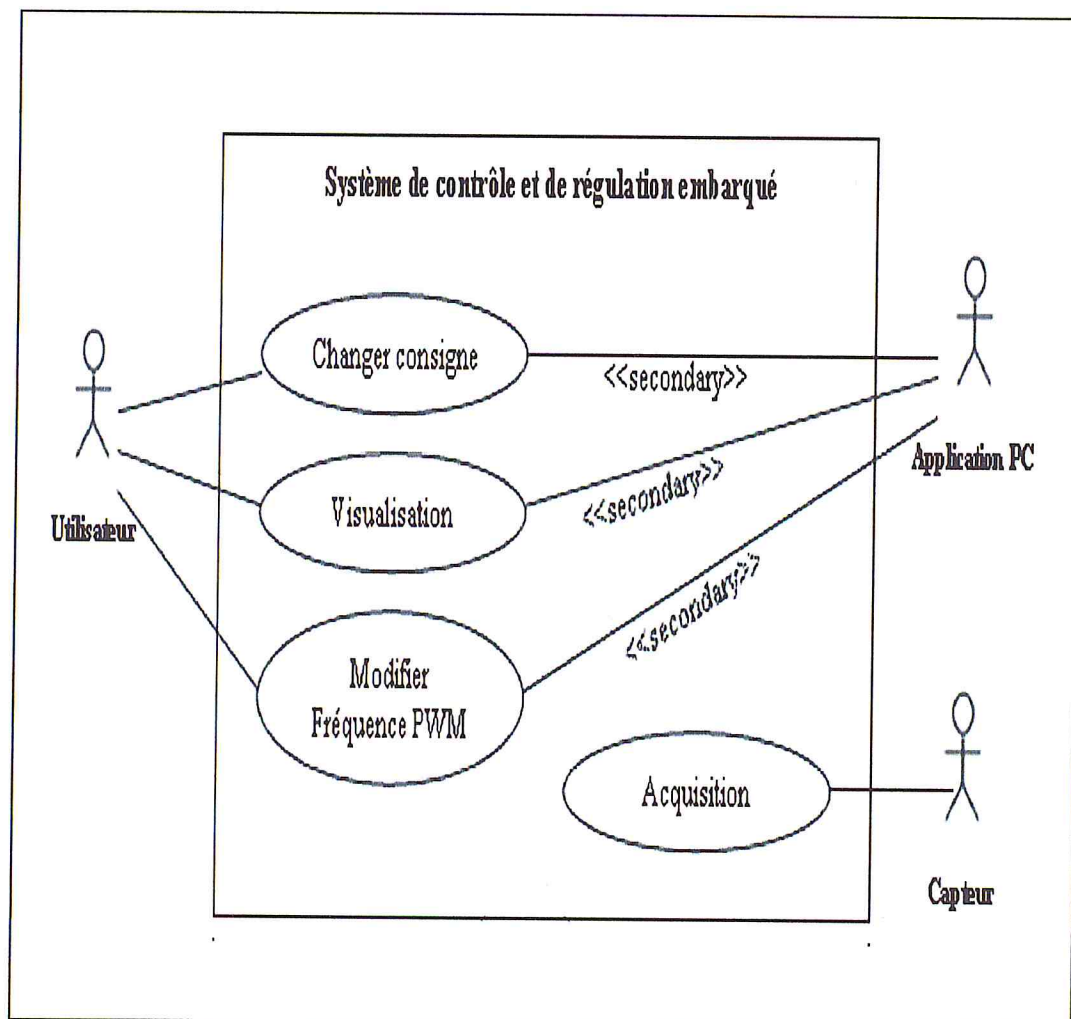 Système de contrôle et de régulation embarqué
Changer consigne
<<secondary>>
Application PC
Visualisation
<<secondary>>
Utilisateur
<<secondary>>
Modifier
Fréquence PWM
Acquisition
Capteur